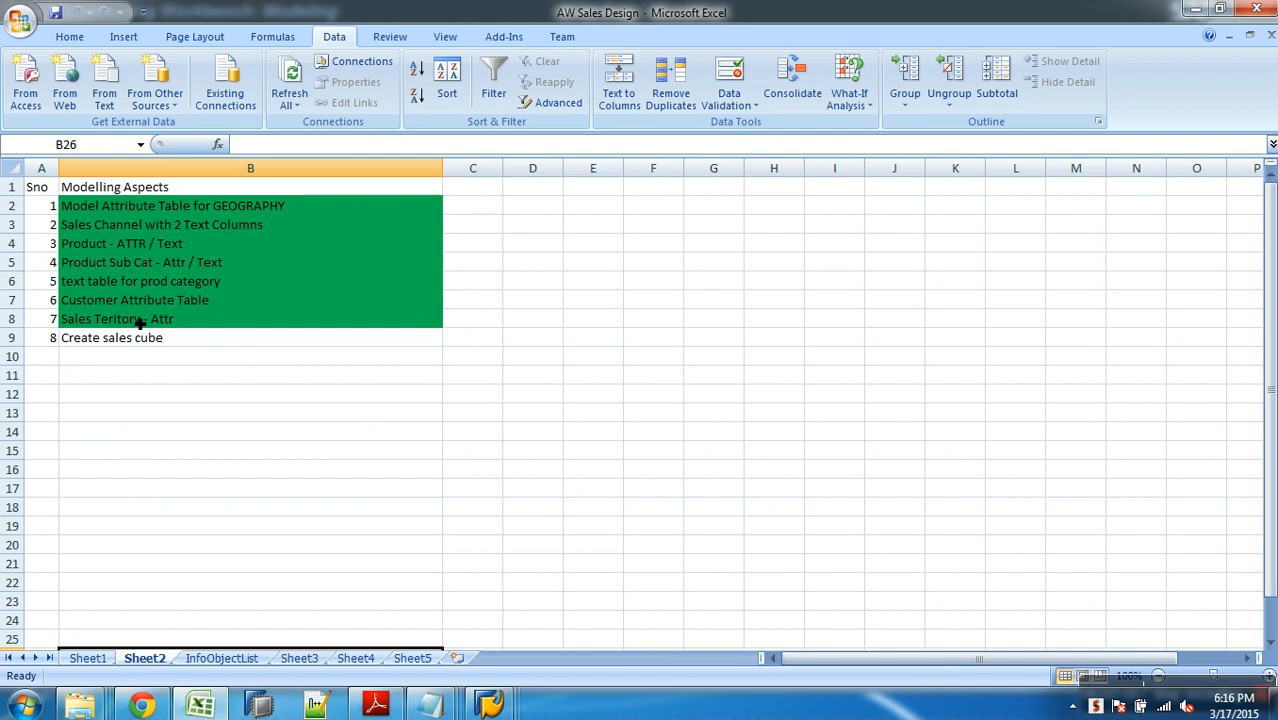 AW Sales Design - Microsoft Excel
Home Insert Page Layout Formulas Data Review View Add-Ins Team
From Access
From Web
From Text
From Other Sources
Existing Connections
Get External Data
Refresh All
Connections
Properties
Edit Links
Connections
Sort
Filter
Clear
Reapply
Advanced
Sort & Filter
Text to Columns
Remove Duplicates
Data Validation
Consolidate
What-If Analysis
Data Tools
Group
Ungroup
Subtotal
Show Detail
Hide Detail
Outline
B26 fx
A B C D E F G H I J K L M N O P
1 Sno Modelling Aspects
2 1 Model Attribute Table for GEOGRAPHY
3 2 Sales Channel with 2 Text Columns
4 3 Product - ATTR / Text
5 4 Product Sub Cat - Attr / Text
6 5 text table for prod category
7 6 Customer Attribute Table
8 7 Sales Teritory - Attr
9 8 Create sales cube
10
11
12
13
14
15
16
17
18
19
20
21
22
23
24
25
Sheet1 Sheet2 InfoObjectList Sheet3 Sheet4 Sheet5
Ready 100%
6:16 PM
3/17/2015